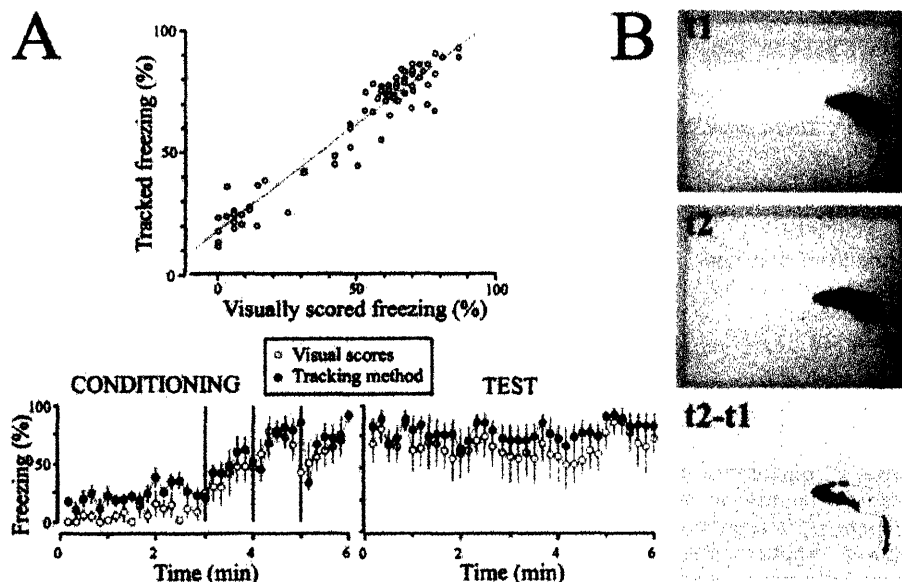 A
100
50
0
Tracked freezing (%)
0
50
100
Visually scored freezing (%)
Visual scores
Tracking method
CONDITIONING
TEST
100
50
0
Freezing (%)
0
2
4
6
Time (min)
0
2
4
6
Time (min)
B
t1
t2
t2-t1